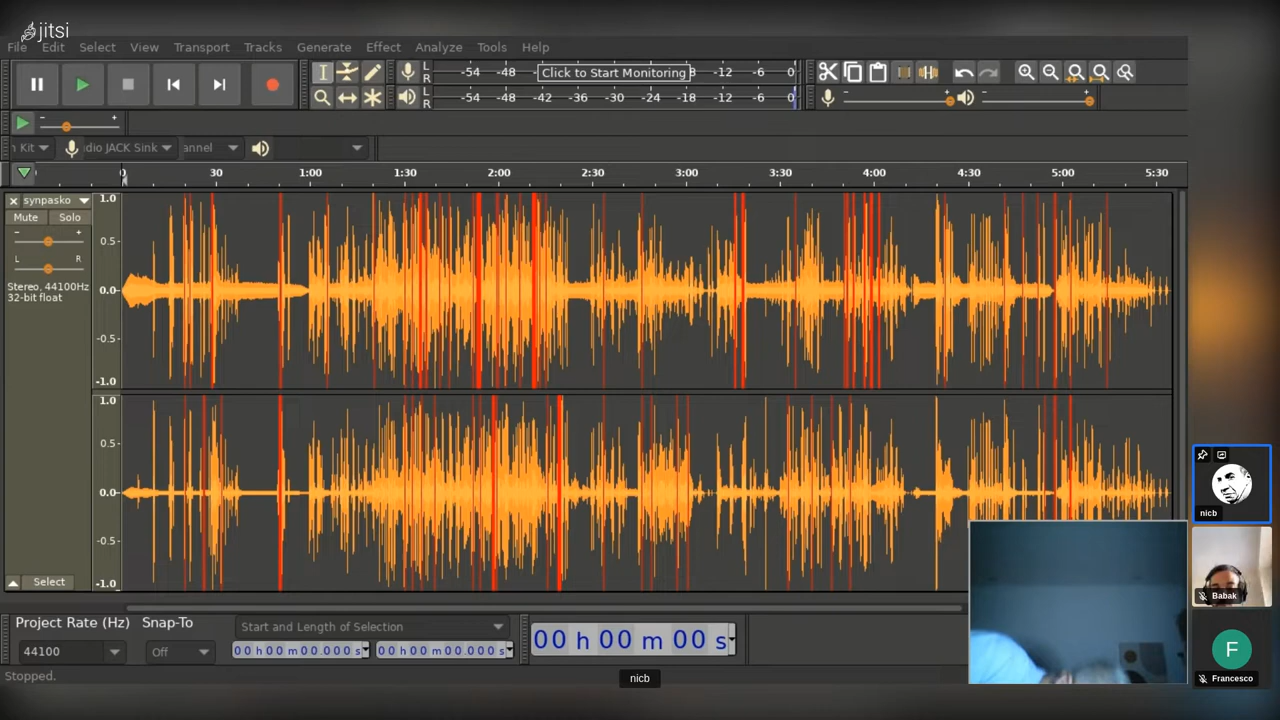 jitsi
File Edit Select View Transport Tracks Generate Effect Analyze Tools Help
L R -54 -48 Click to Start Monitoring 8 -12 -6 0
L R -54 -48 -42 -36 -30 -24 -18 -12 -6 0
- +
n Kit dio JACK Sink annel
0 30 1:00 1:30 2:00 2:30 3:00 3:30 4:00 4:30 5:00 5:30
synpasko
Mute Solo
- +
L R
Stereo, 44100Hz
32-bit float
1.0
0.5
0.0
-0.5
-1.0
1.0
0.5
0.0
-0.5
-1.0
Select
Project Rate (Hz) Snap-To Start and Length of Selection
44100 Off 00 h 00 m 00.000 s 00 h 00 m 00.000 s 00 h 00 m 00 s
Stopped.
nicb
nicb
Babak
F
Francesco